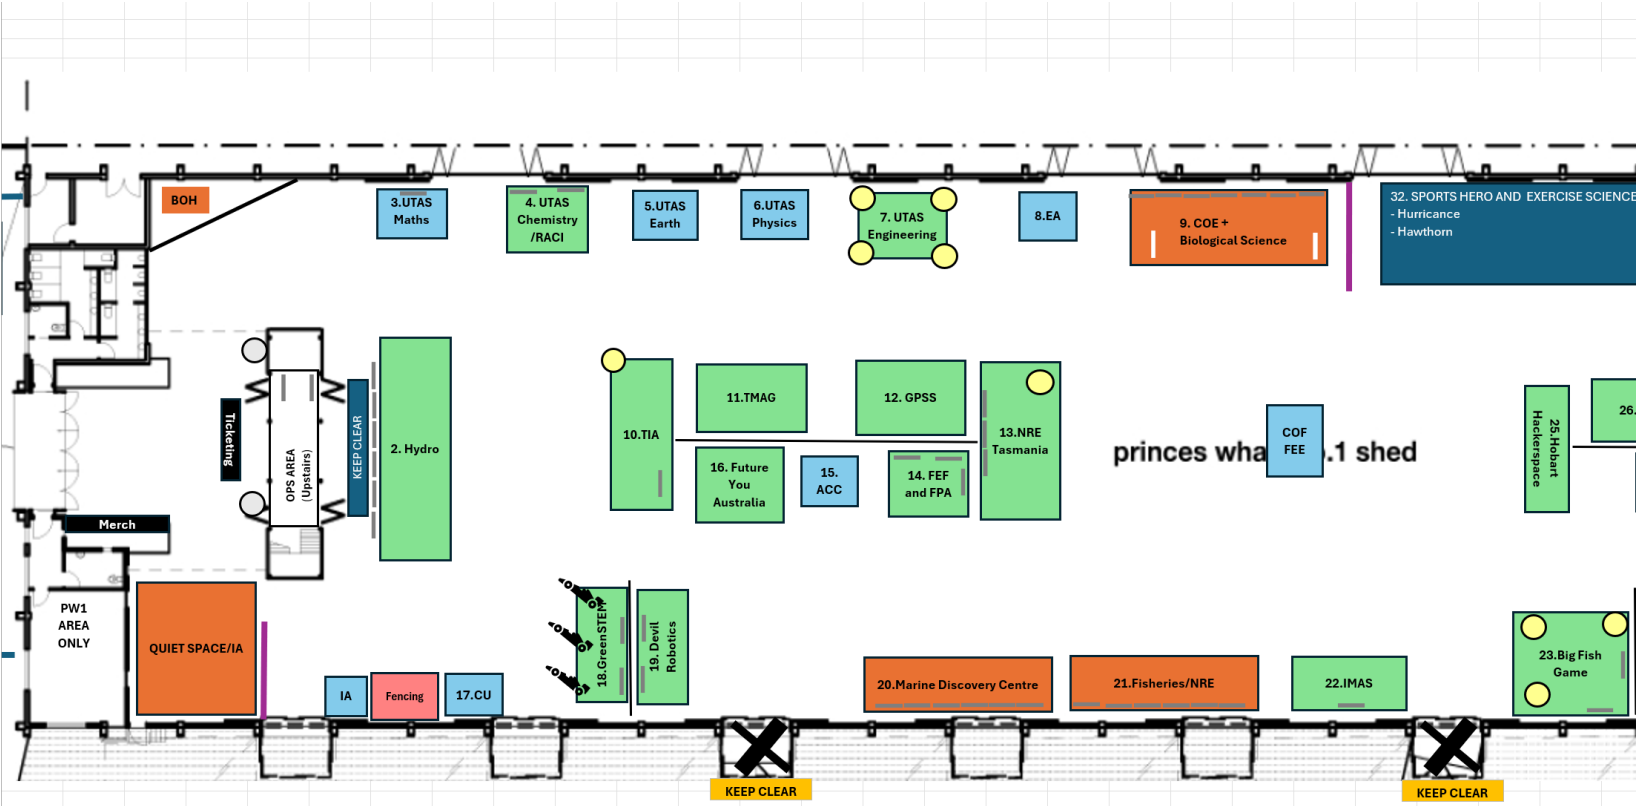 BOH
3.UTAS
Maths
4. UTAS
Chemistry
/RACI
5.UTAS
Earth
6.UTAS
Physics
7. UTAS
Engineering
8.EA
9. COE +
Biological Science
32. SPORTS HERO AND EXERCISE SCIENCE
- Hurricance
- Hawthorn
Ticketing
OPS AREA
(Upstairs)
KEEP CLEAR
2. Hydro
10.TIA
11.TMAG
12. GPSS
13.NRE
Tasmania
16. Future
You
Australia
15.
ACC
14. FEF
and FPA
princes wha
COF
FEE
.1 shed
25.Hobart
Hackerspace
26.
Merch
PW1
AREA
ONLY
QUIET SPACE/IA
IA
Fencing
17.CU
18.GreenSTEM
19. Devil
Robotics
20.Marine Discovery Centre
21.Fisheries/NRE
22.IMAS
23.Big Fish
Game
KEEP CLEAR
KEEP CLEAR